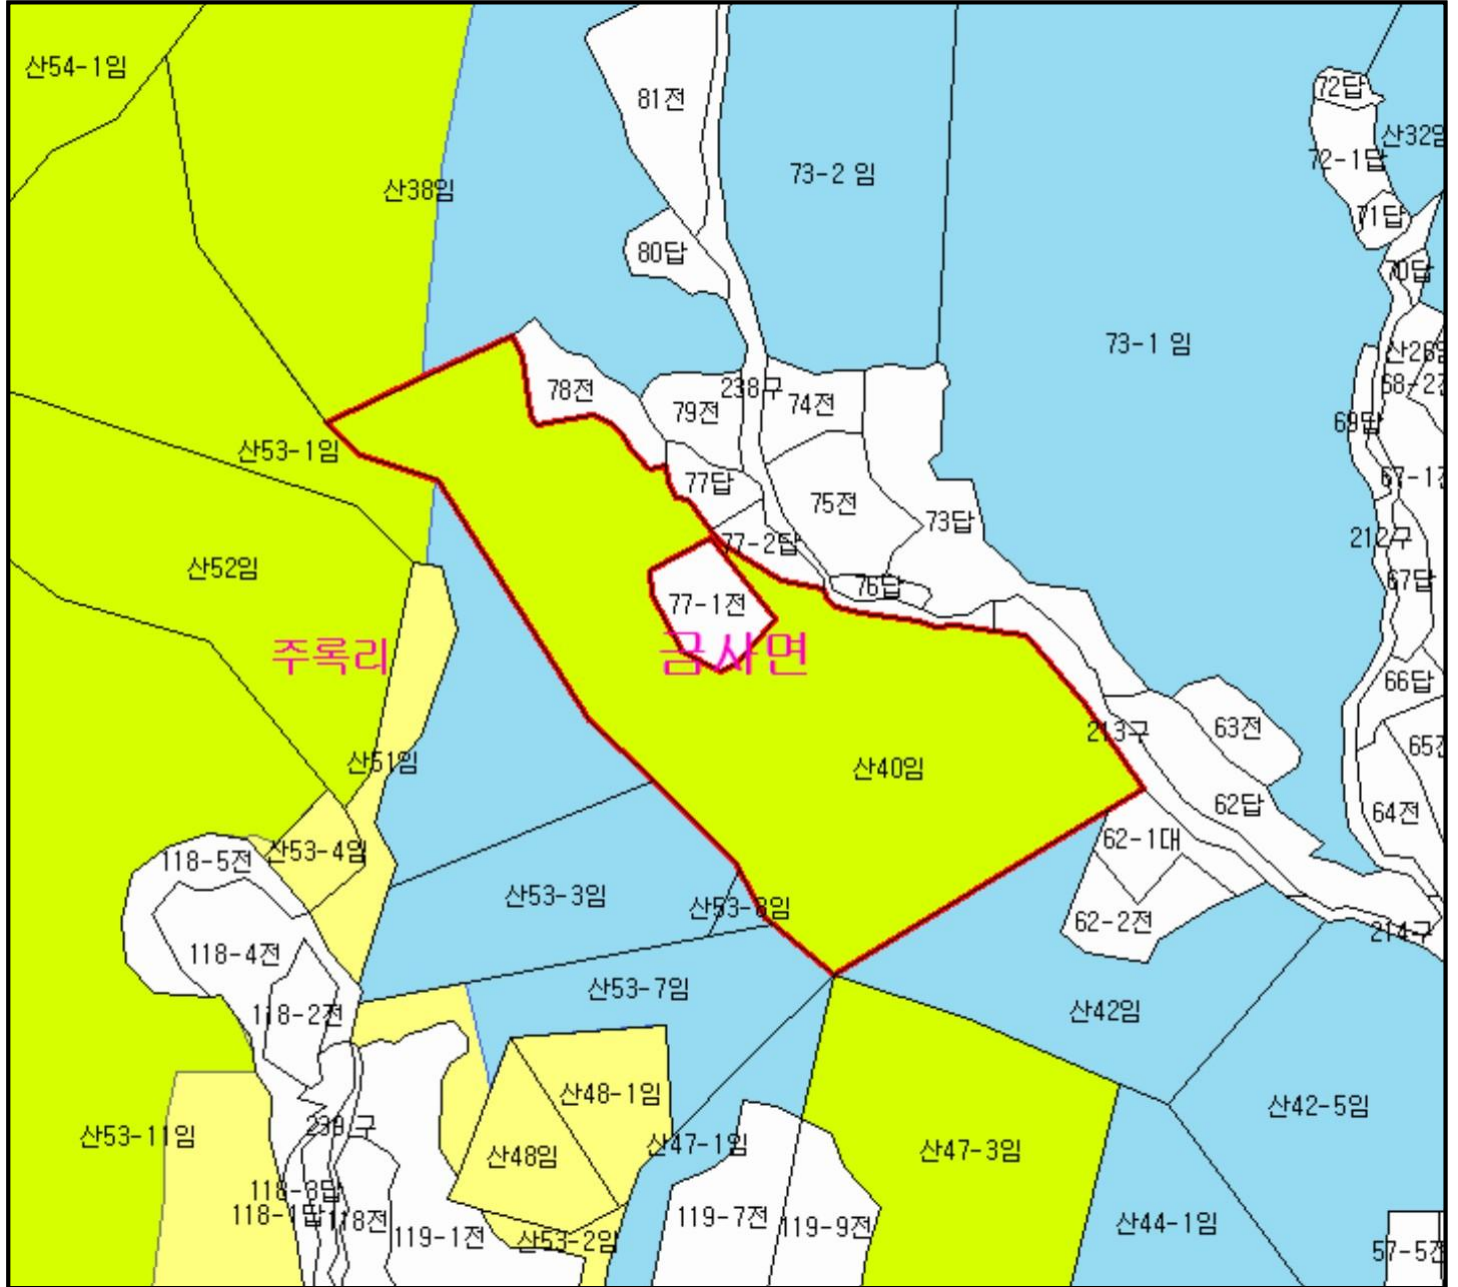 산54-1임
81전
72답
산32임
72-1답
73-2 임
산38임
71답
80답
70답
73-1 임
산26임
78전
238구
68-2전
79전
74전
69답
산53-1임
77답
67-1전
75전
73답
212구
77-2답
산52임
76답
67답
77-1전
주록리
금사면
66답
213구
63전
65전
산51임
산40임
62답
64전
62-1대
산53-4임
118-5전
산53-3임
산53-8임
62-2전
214구
118-4전
산53-7임
118-2전
산42임
산48-1임
산42-5임
239 구
산53-11임
산47-1임
산47-3임
산48임
118-3답
118-1답
118전
119-7전
119-9전
산44-1임
119-1전
산53-2임
57-5전